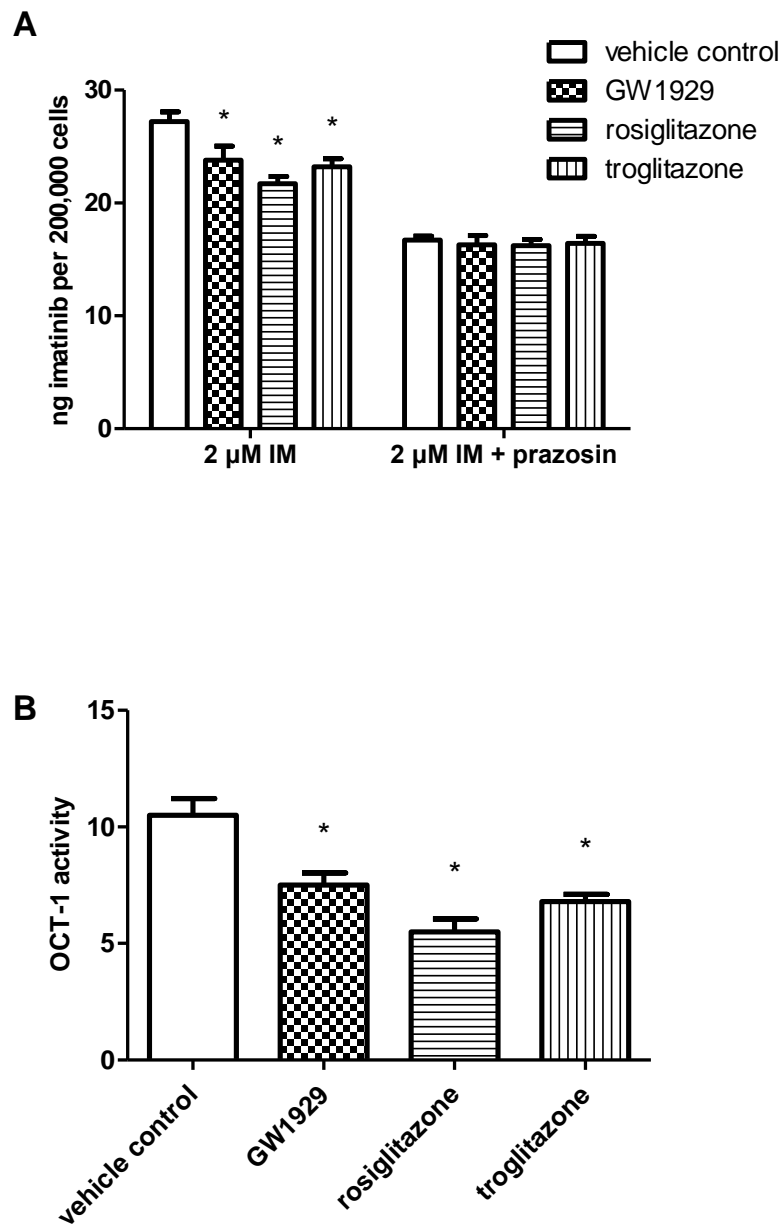 A
vehicle control
GW1929
rosiglitazone
troglitazone
ng imatinib per 200,000 cells
30
20
10
0
* * *
2 µM IM
2 µM IM + prazosin
B
OCT-1 activity
15
10
5
0
* * *
vehicle control
GW1929
rosiglitazone
troglitazone